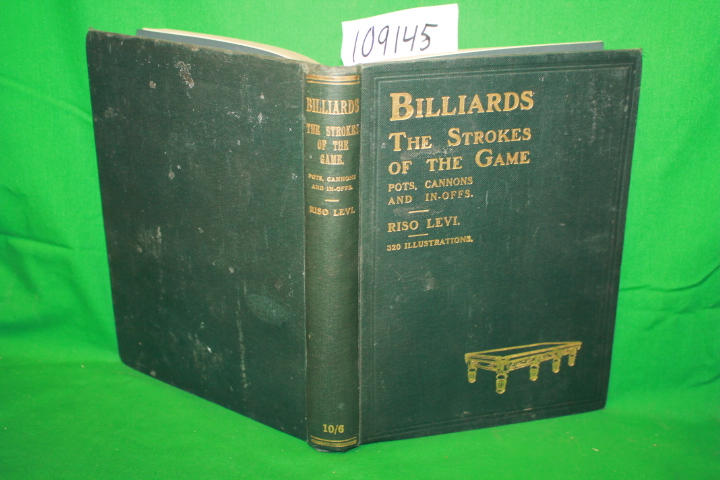 109145
BILLIARDS
THE STROKES
OF THE
GAME.
POTS, CANNONS
AND IN-OFFS.
RISO LEVI.
10/6
BILLIARDS
THE STROKES
OF THE GAME
POTS, CANNONS
AND IN-OFFS.
RISO LEVI.
320 ILLUSTRATIONS.